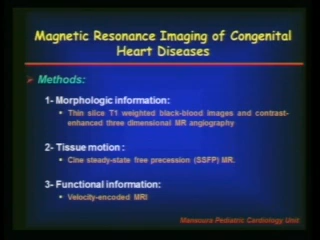 Magnetic Resonance Imaging of Congenital
Heart Diseases
Methods:
1- Morphologic information:
Thin slice T1 weighted black-blood images and contrast-
enhanced three dimensional MR angiography
2- Tissue motion :
Cine steady-state free precession (SSFP) MR.
3- Functional information:
Velocity-encoded MRI
Mansoura Pediatric Cardiology Unit